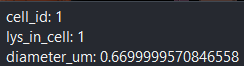 cell_id: 1
lys_in_cell: 1
diameter_um: 0.6699999570846558